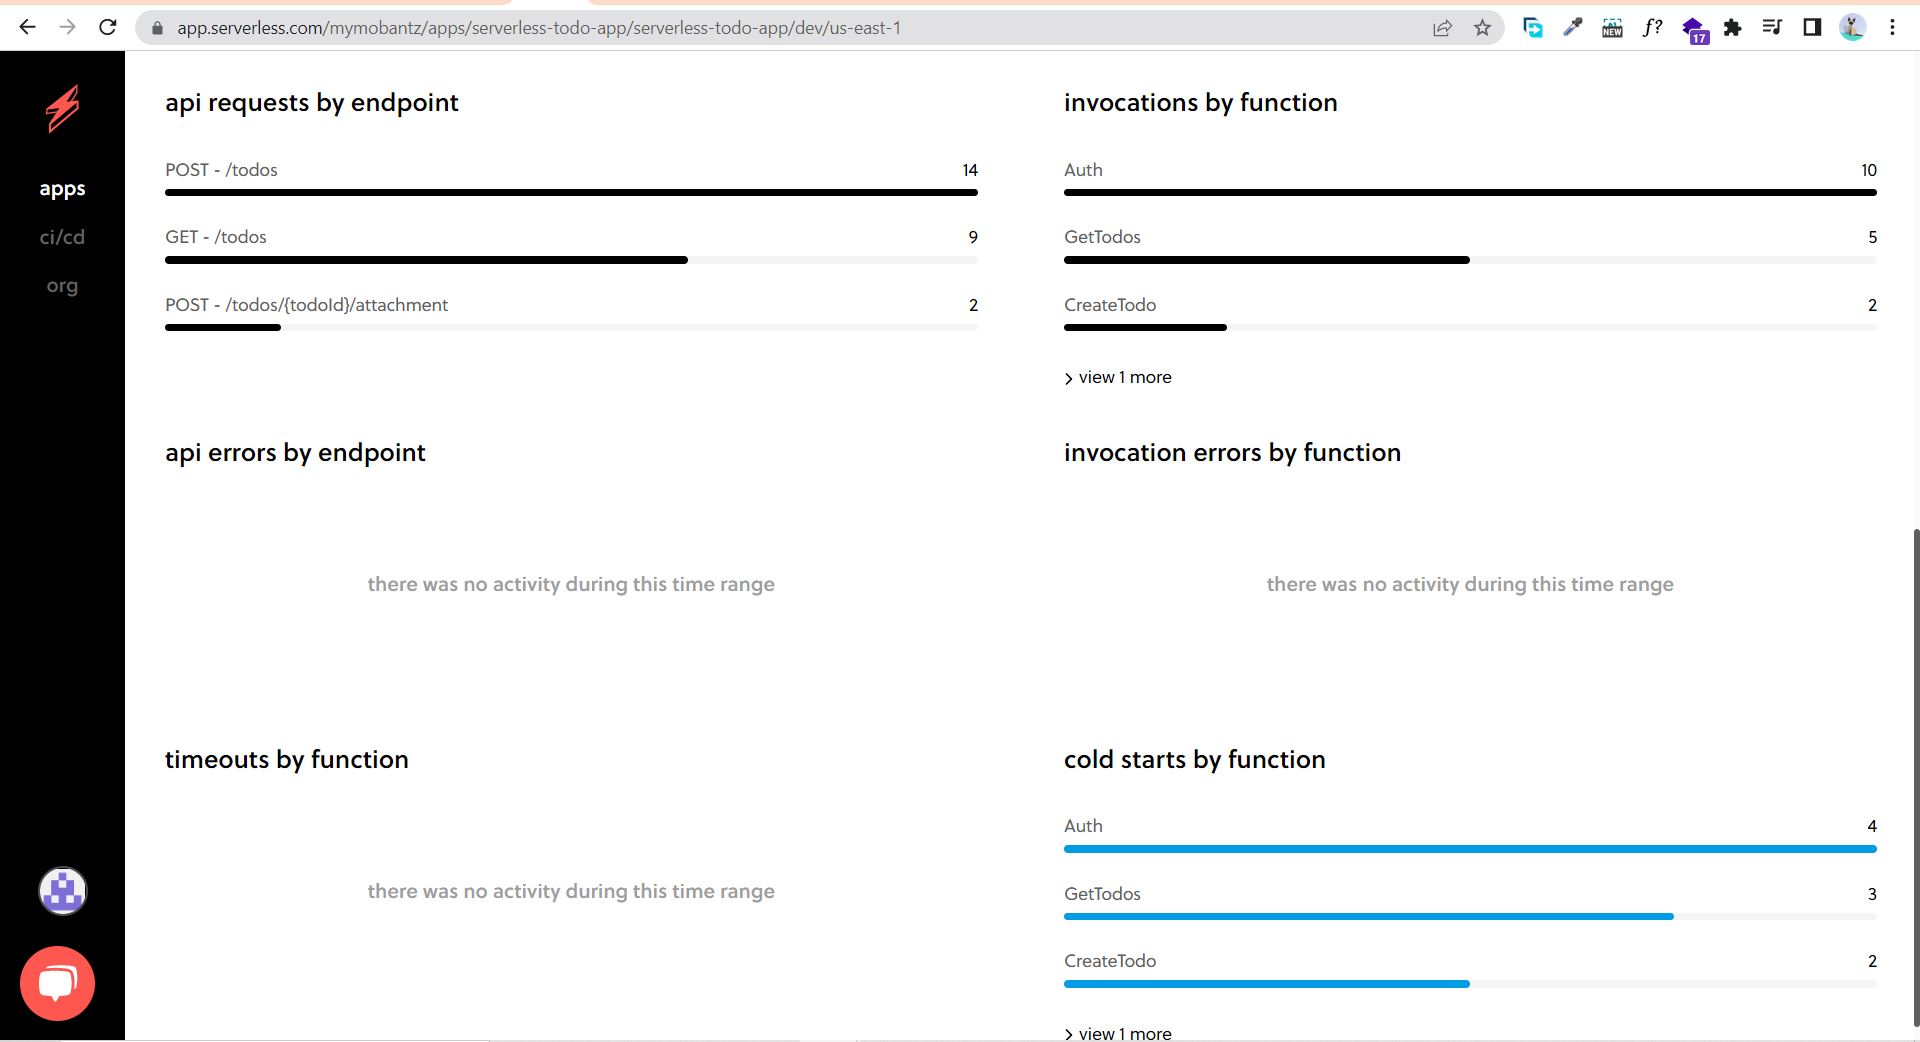 app.serverless.com/mymobantz/apps/serverless-todo-app/serverless-todo-app/dev/us-east-1
NEW
f?
17
apps
ci/cd
org
api requests by endpoint
POST - /todos 14
GET - /todos 9
POST - /todos/{todoId}/attachment 2
invocations by function
Auth 10
GetTodos 5
CreateTodo 2
view 1 more
api errors by endpoint
there was no activity during this time range
invocation errors by function
there was no activity during this time range
timeouts by function
there was no activity during this time range
cold starts by function
Auth 4
GetTodos 3
CreateTodo 2
view 1 more